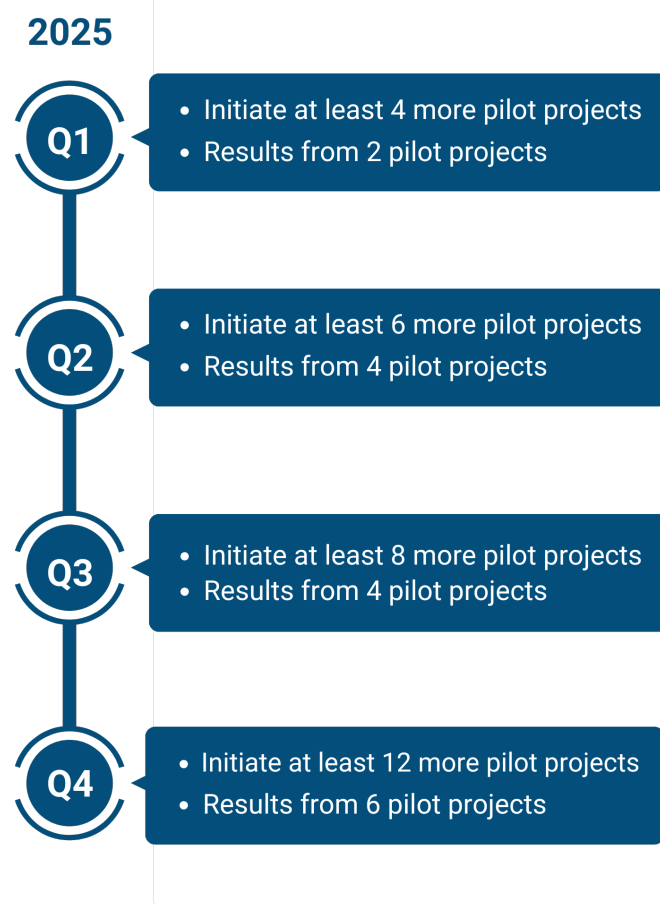 2025
Q1
• Initiate at least 4 more pilot projects
• Results from 2 pilot projects
Q2
• Initiate at least 6 more pilot projects
• Results from 4 pilot projects
Q3
• Initiate at least 8 more pilot projects
• Results from 4 pilot projects
Q4
• Initiate at least 12 more pilot projects
• Results from 6 pilot projects